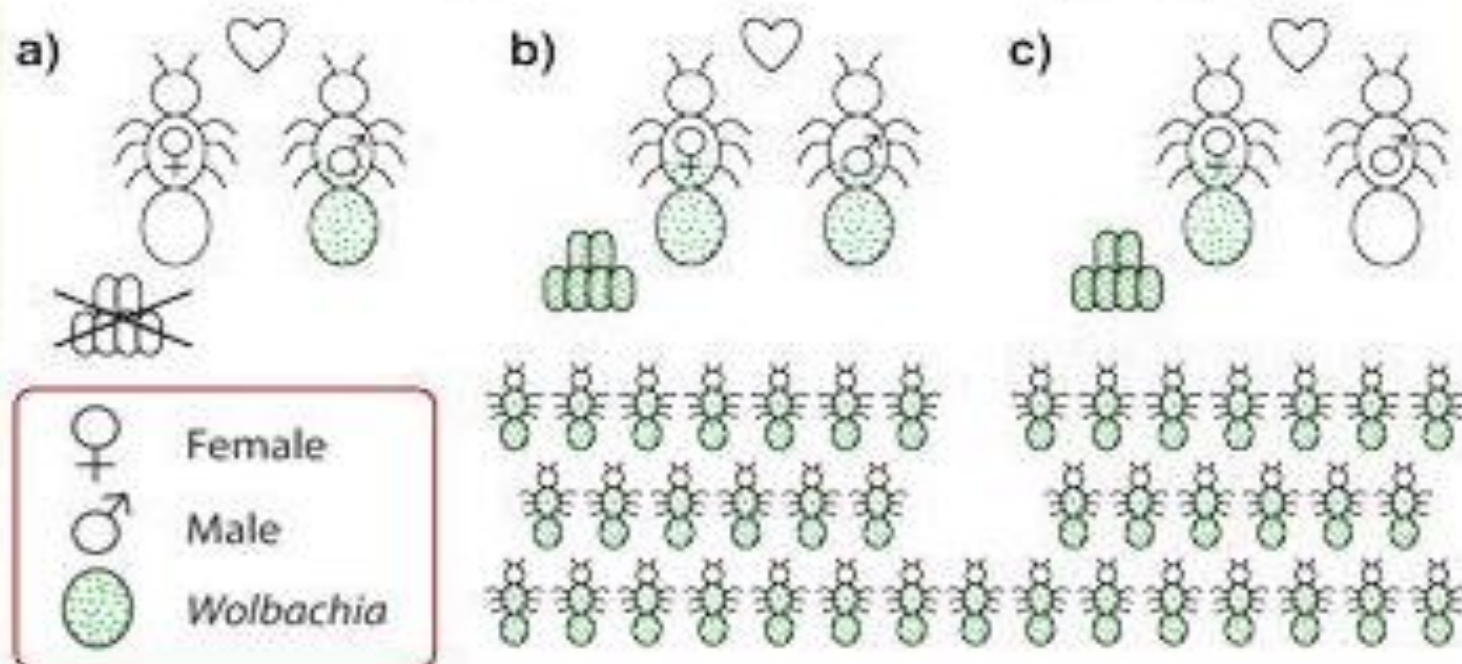 a)
b)
c)
♀ Female
♂ Male
Wolbachia